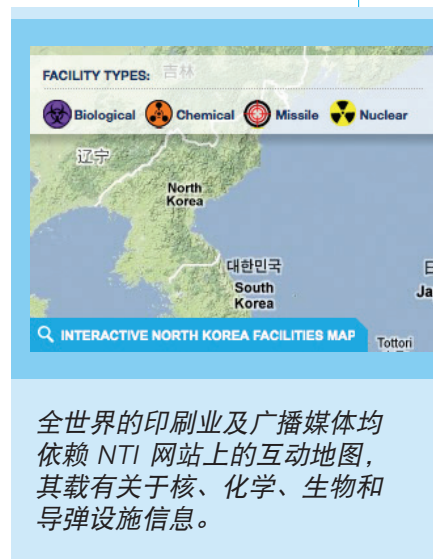 FACILITY TYPES:
吉林
Biological Chemical Missile Nuclear
辽宁
North
Korea
대한민국
South
Korea
日
Ja
INTERACTIVE NORTH KOREA FACILITIES MAP
Tottori
全世界的印刷业及广播媒体均
依赖 NTI 网站上的互动地图，
其载有关于核、化学、生物和
导弹设施信息。